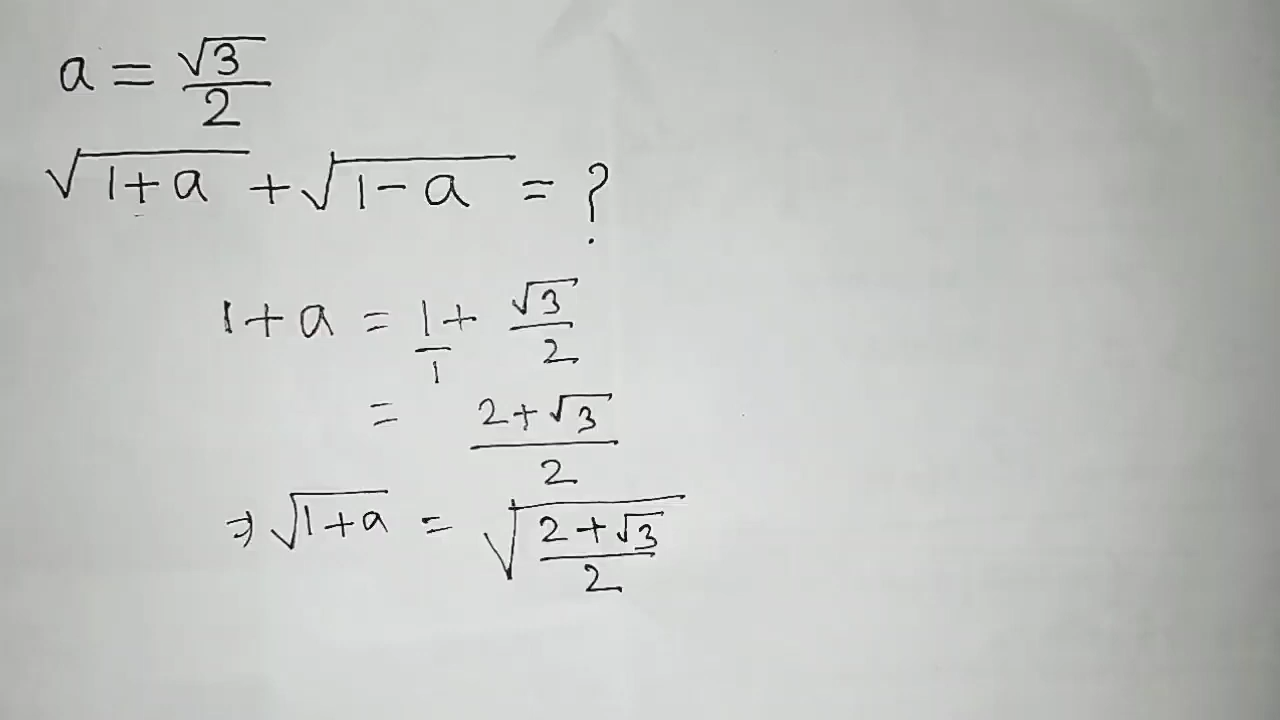 a = √3/2
√(1+a) + √(1-a) = ?
1+a = 1/1 + √3/2
= (2+√3)/2
⇒ √(1+a) = √((2+√3)/2)